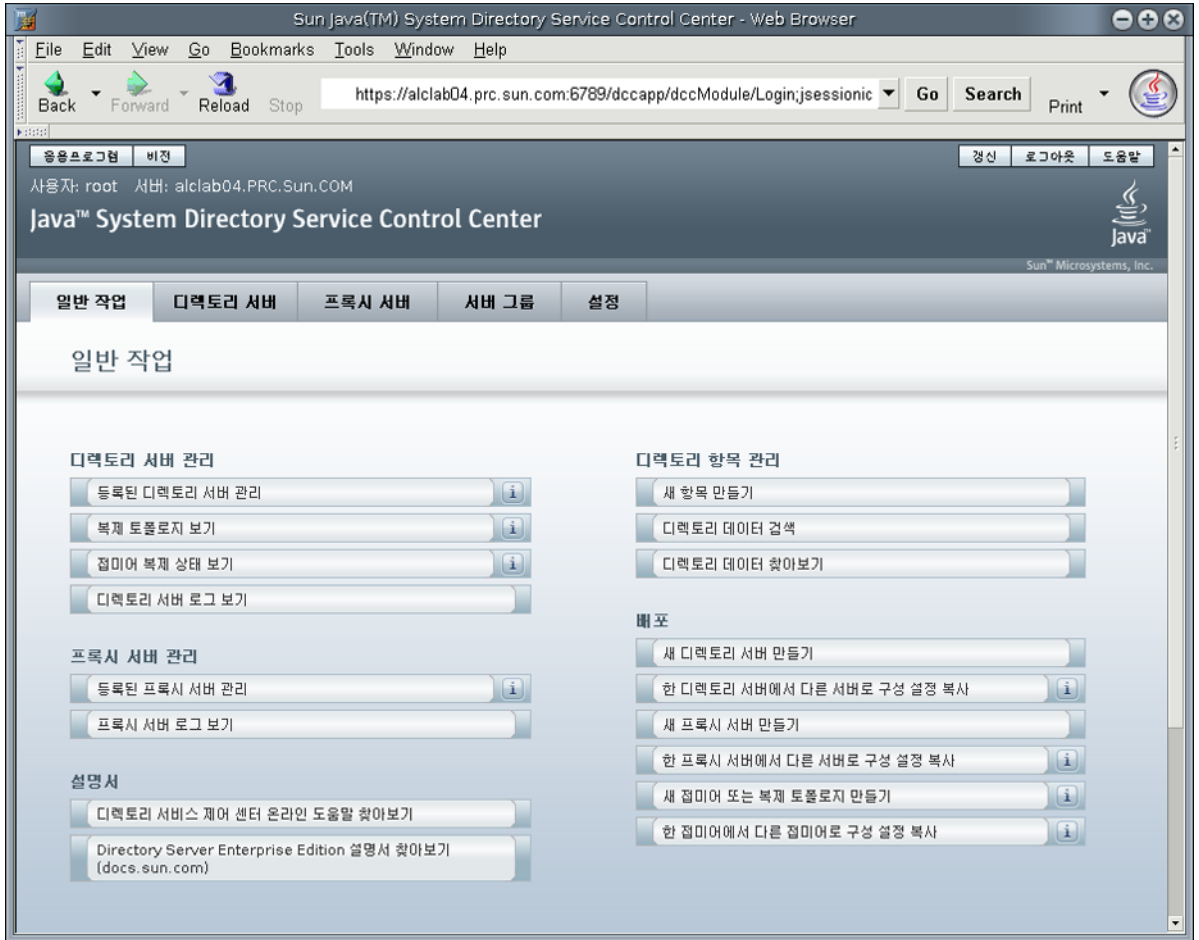 Sun Java(TM) System Directory Service Control Center - Web Browser
File Edit View Go Bookmarks Tools Window Help
Back Forward Reload Stop https://alclab04.prc.sun.com:6789/dccapp/dccModule/Login;jsessionic Go Search Print
응용프로그램 버전 갱신 로그아웃 도움말
사용자: root 서버: alclab04.PRC.Sun.COM
Java™ System Directory Service Control Center
Java™
Sun™ Microsystems, Inc.
일반 작업 디렉토리 서버 프록시 서버 서버 그룹 설정
일반 작업
디렉토리 서버 관리
등록된 디렉토리 서버 관리
복제 토폴로지 보기
접미어 복제 상태 보기
디렉토리 서버 로그 보기
프록시 서버 관리
등록된 프록시 서버 관리
프록시 서버 로그 보기
설명서
디렉토리 서비스 제어 센터 온라인 도움말 찾아보기
Directory Server Enterprise Edition 설명서 찾아보기
(docs.sun.com)
디렉토리 항목 관리
새 항목 만들기
디렉토리 데이터 검색
디렉토리 데이터 찾아보기
배포
새 디렉토리 서버 만들기
한 디렉토리 서버에서 다른 서버로 구성 설정 복사
새 프록시 서버 만들기
한 프록시 서버에서 다른 서버로 구성 설정 복사
새 접미어 또는 복제 토폴로지 만들기
한 접미어에서 다른 접미어로 구성 설정 복사